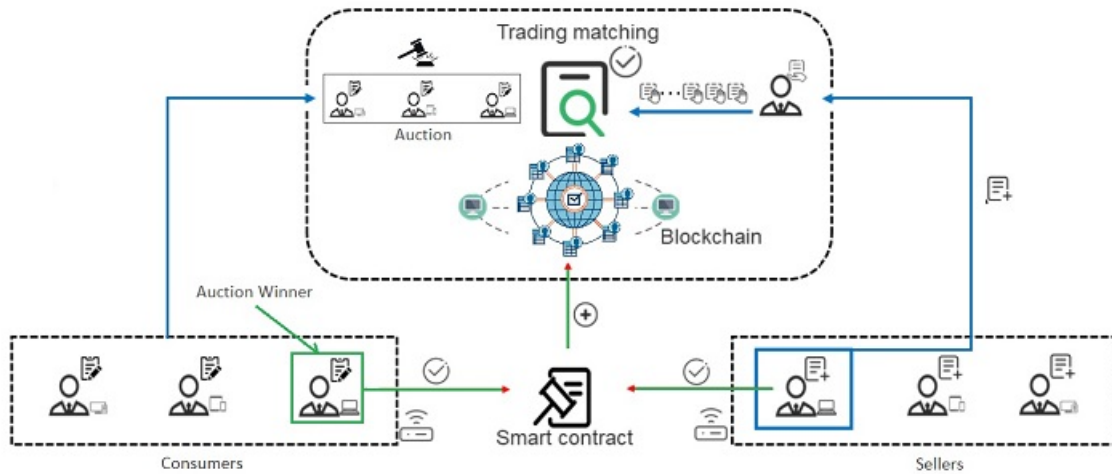 Trading matching
Auction
Blockchain
Auction Winner
Smart contract
Consumers
Sellers